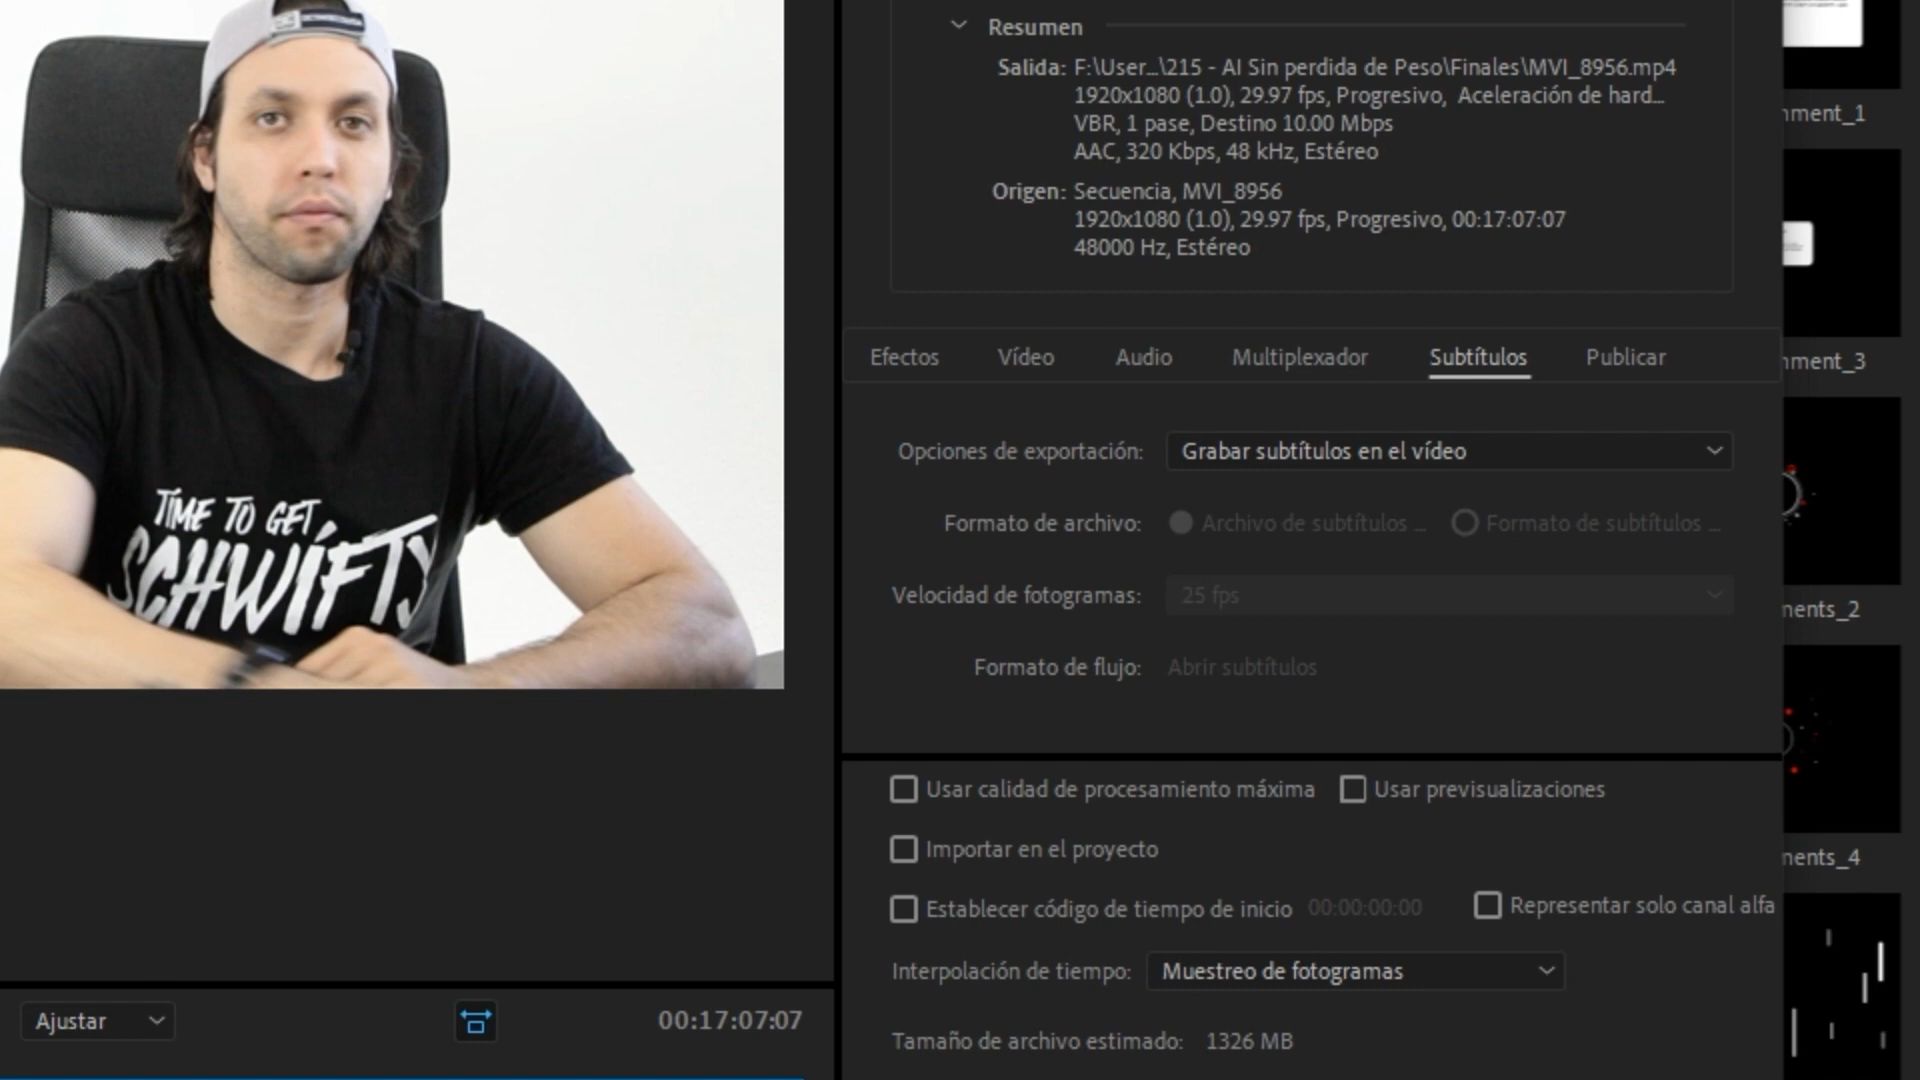 Resumen
Salida: F:\User...\215 - AI Sin perdida de Peso\Finales\MVI_8956.mp4
1920x1080 (1.0), 29.97 fps, Progresivo, Aceleración de hard...
VBR, 1 pase, Destino 10.00 Mbps
AAC, 320 Kbps, 48 kHz, Estéreo
Origen: Secuencia, MVI_8956
1920x1080 (1.0), 29.97 fps, Progresivo, 00:17:07:07
48000 Hz, Estéreo
Efectos Vídeo Audio Multiplexador Subtítulos Publicar
Opciones de exportación: Grabar subtítulos en el vídeo
Formato de archivo: Archivo de subtítulos ... Formato de subtítulos ...
Velocidad de fotogramas: 25 fps
Formato de flujo: Abrir subtítulos
Usar calidad de procesamiento máxima Usar previsualizaciones
Importar en el proyecto
Establecer código de tiempo de inicio 00:00:00:00 Representar solo canal alfa
Interpolación de tiempo: Muestreo de fotogramas
Tamaño de archivo estimado: 1326 MB
TIME TO GET
SCHWIFTY
Ajustar
00:17:07:07
nment_1
nment_3
nents_2
nents_4